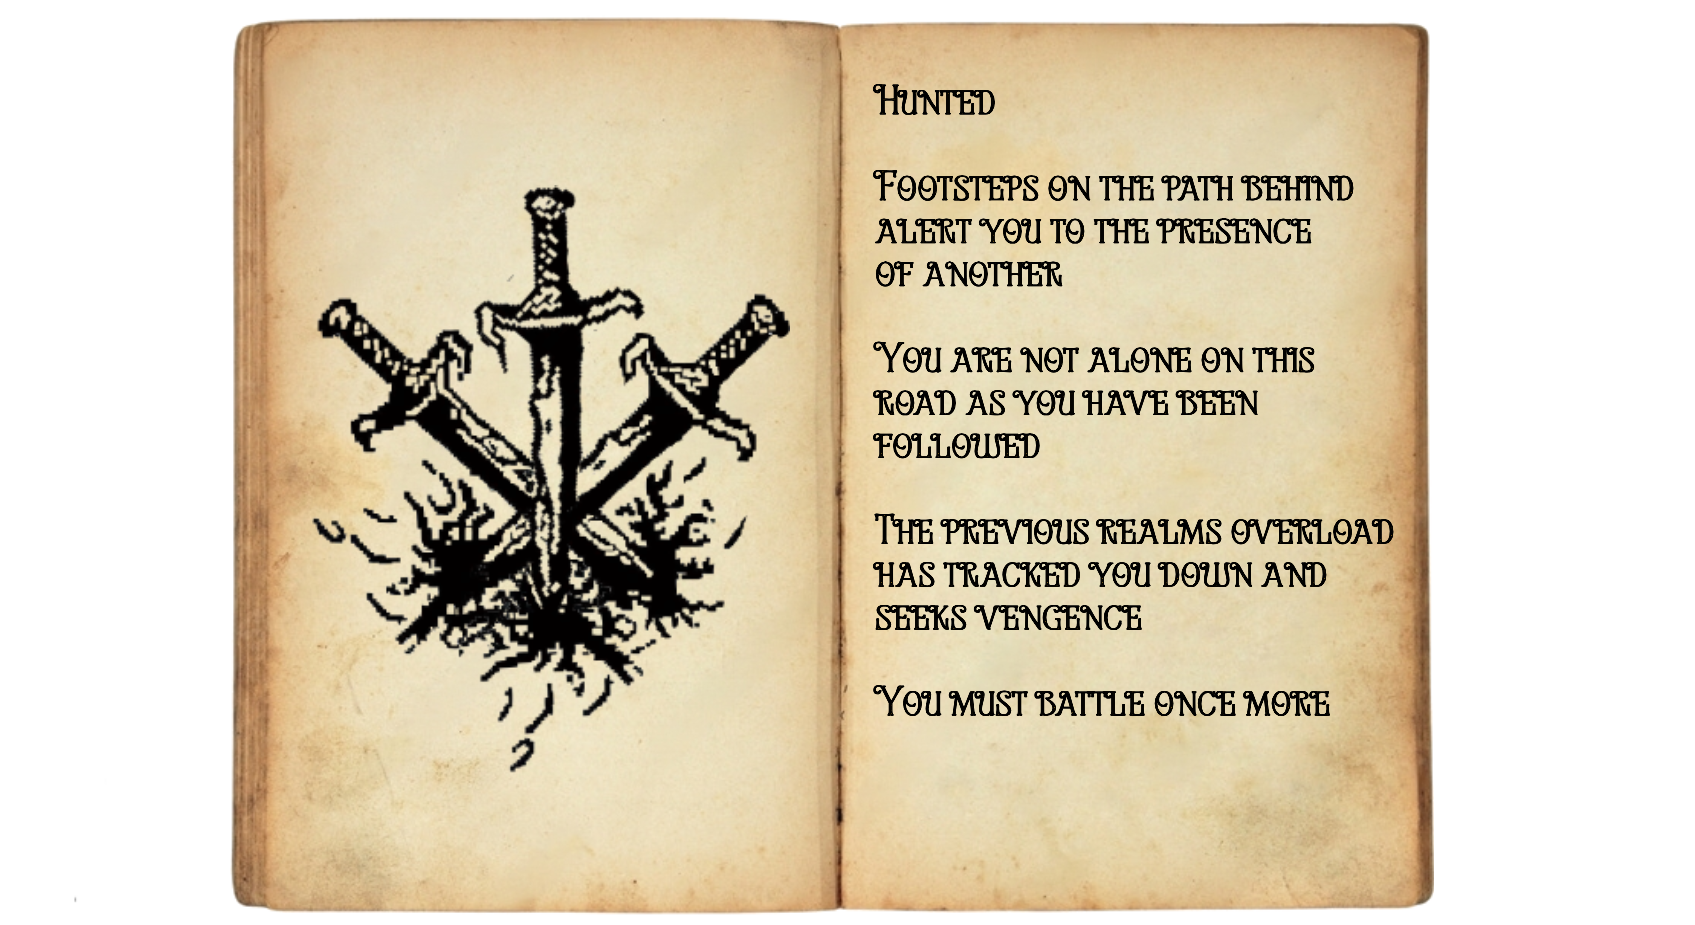 Hunted
Footsteps on the path behind
alert you to the presence
of another
You are not alone on this
road as you have been
followed
The previous realms overload
has tracked you down and
seeks vengence
You must battle once more